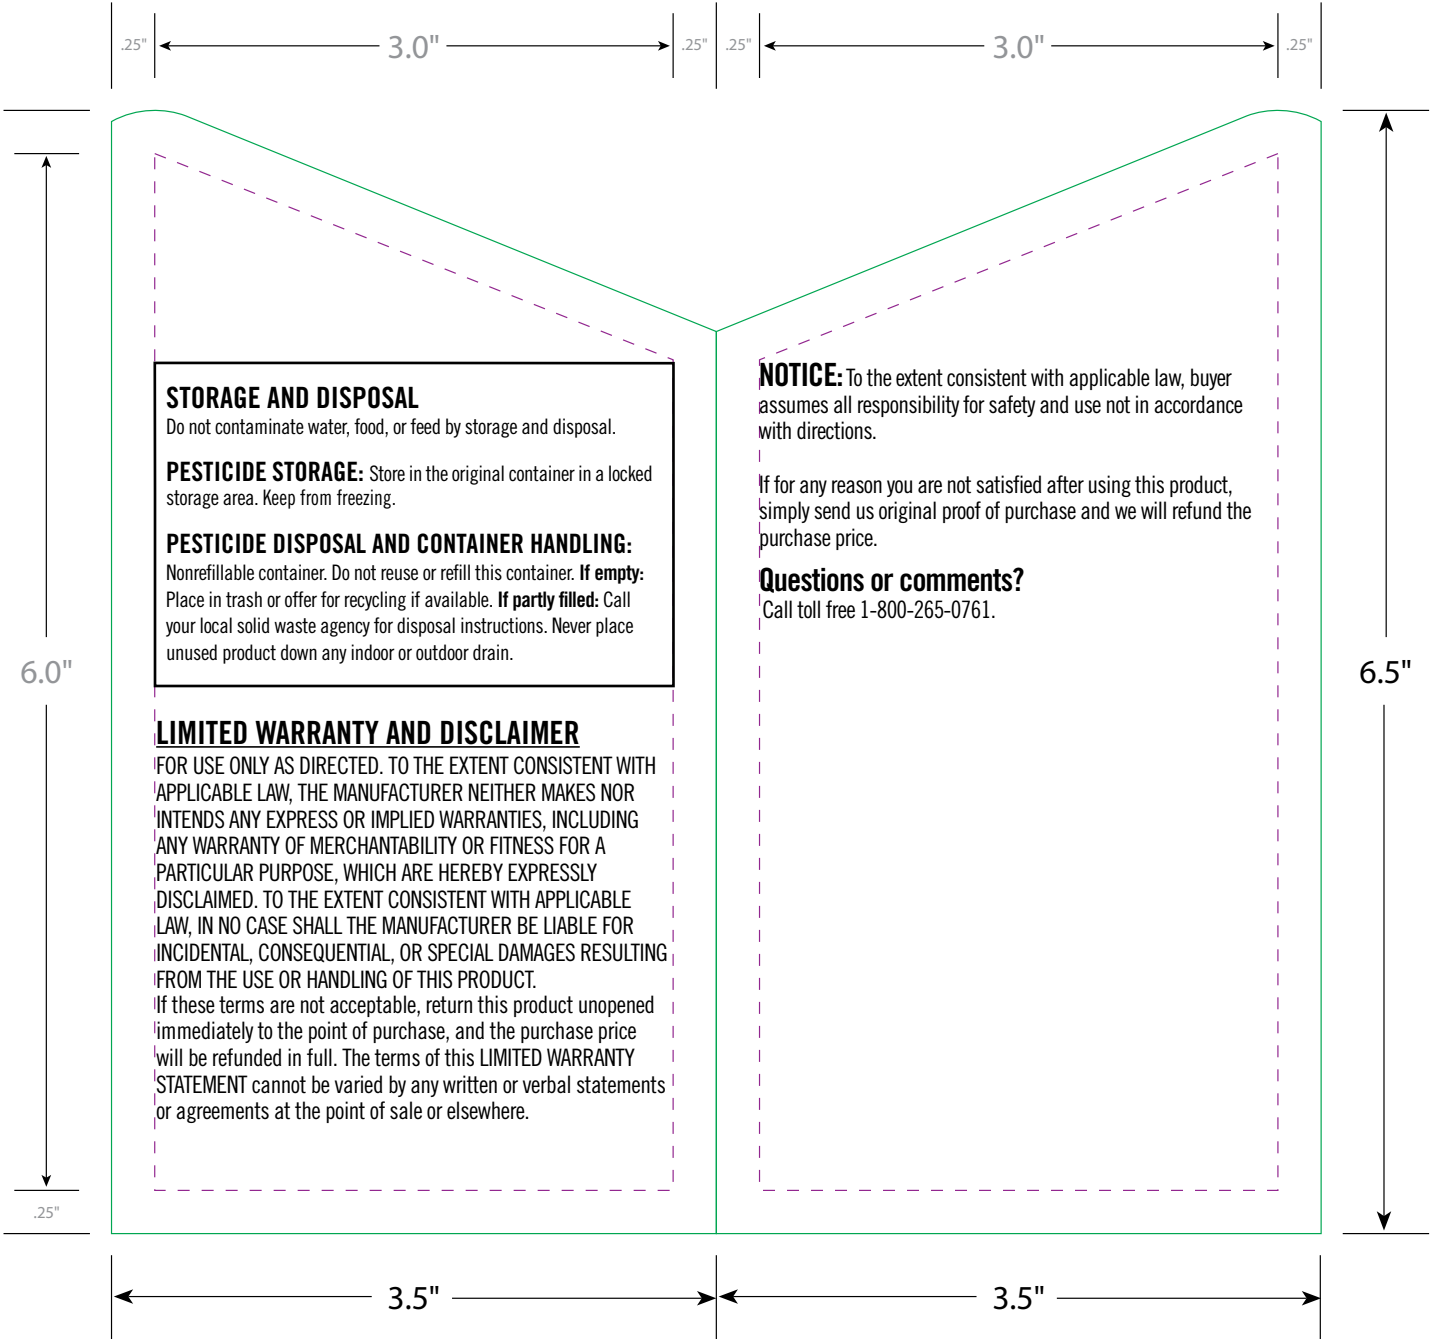 .25"
3.0"
.25"
.25"
3.0"
.25"
STORAGE AND DISPOSAL
Do not contaminate water, food, or feed by storage and disposal.
PESTICIDE STORAGE: Store in the original container in a locked
storage area. Keep from freezing.
PESTICIDE DISPOSAL AND CONTAINER HANDLING:
Nonrefillable container. Do not reuse or refill this container. If empty:
Place in trash or offer for recycling if available. If partly filled: Call
your local solid waste agency for disposal instructions. Never place
unused product down any indoor or outdoor drain.
LIMITED WARRANTY AND DISCLAIMER
FOR USE ONLY AS DIRECTED. TO THE EXTENT CONSISTENT WITH
APPLICABLE LAW, THE MANUFACTURER NEITHER MAKES NOR
INTENDS ANY EXPRESS OR IMPLIED WARRANTIES, INCLUDING
ANY WARRANTY OF MERCHANTABILITY OR FITNESS FOR A
PARTICULAR PURPOSE, WHICH ARE HEREBY EXPRESSLY
DISCLAIMED. TO THE EXTENT CONSISTENT WITH APPLICABLE
LAW, IN NO CASE SHALL THE MANUFACTURER BE LIABLE FOR
INCIDENTAL, CONSEQUENTIAL, OR SPECIAL DAMAGES RESULTING
FROM THE USE OR HANDLING OF THIS PRODUCT.
If these terms are not acceptable, return this product unopened
immediately to the point of purchase, and the purchase price
will be refunded in full. The terms of this LIMITED WARRANTY
STATEMENT cannot be varied by any written or verbal statements
or agreements at the point of sale or elsewhere.
NOTICE: To the extent consistent with applicable law, buyer
assumes all responsibility for safety and use not in accordance
with directions.
If for any reason you are not satisfied after using this product,
simply send us original proof of purchase and we will refund the
purchase price.
Questions or comments?
Call toll free 1-800-265-0761.
6.0"
6.5"
.25"
3.5"
3.5"